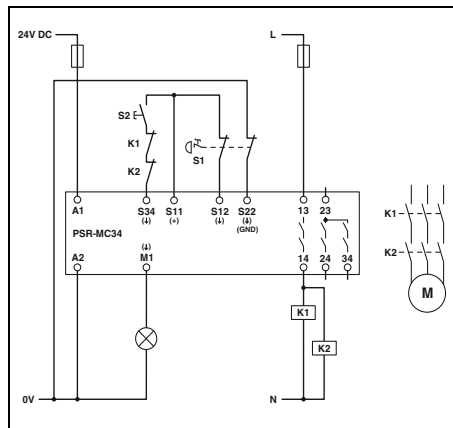 24V DC
L
S2
K1
K2
S1
A1
S34
(↓)
S11
(+)
S12
(↓)
S22
(↓)
(GND)
13
23
PSR-MC34
(↓)
A2
M1
14
24
34
K1
K2
0V
N
K1
K2
M